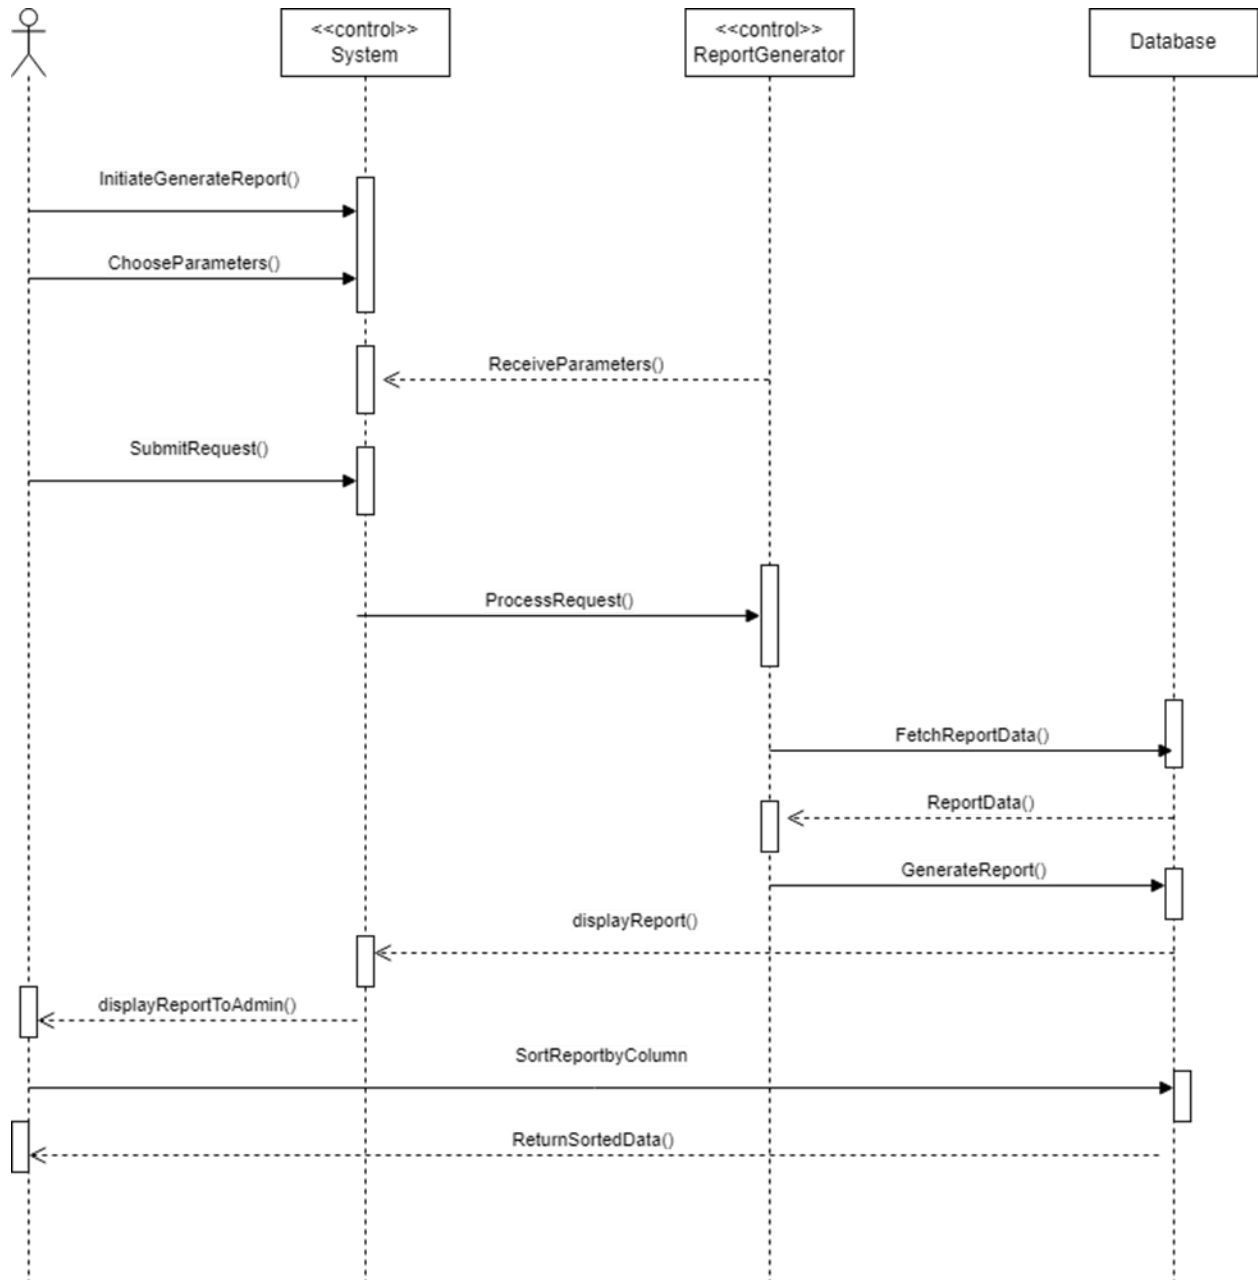 <<control>>
System
<<control>>
ReportGenerator
Database
InitiateGenerateReport()
ChooseParameters()
ReceiveParameters()
SubmitRequest()
ProcessRequest()
FetchReportData()
ReportData()
GenerateReport()
displayReport()
displayReportToAdmin()
SortReportbyColumn
ReturnSortedData()